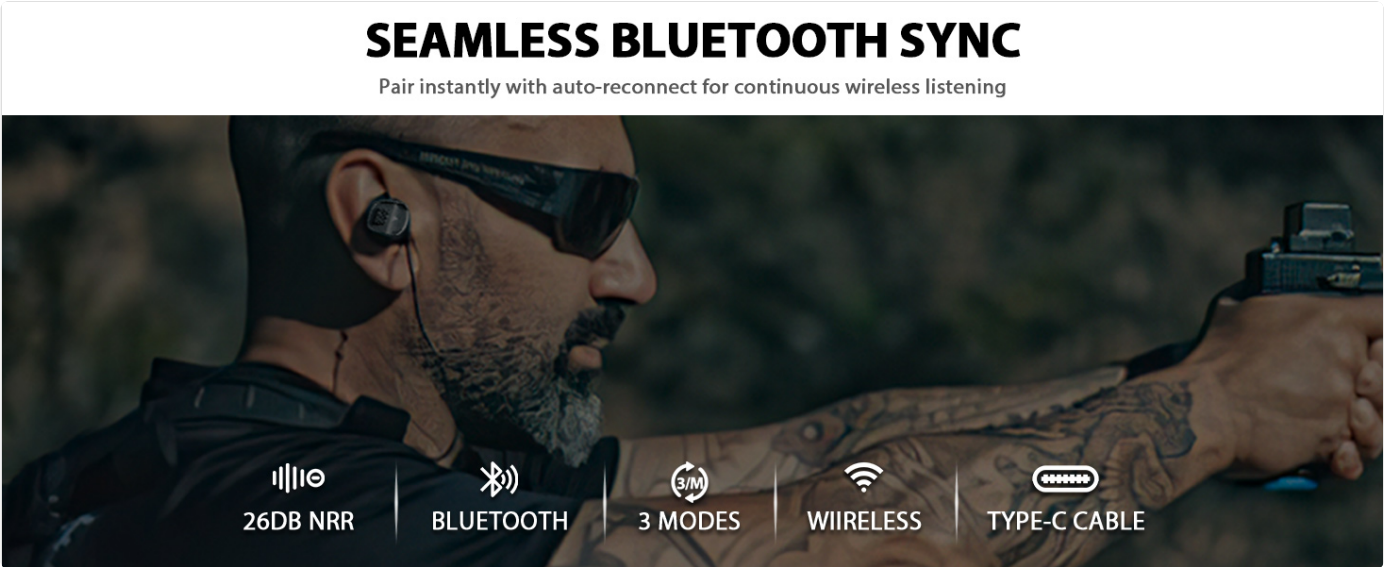 SEAMLESS BLUETOOTH SYNC
Pair instantly with auto-reconnect for continuous wireless listening
3/M
26DB NRR
BLUETOOTH
3 MODES
WIIRELESS
TYPE-C CABLE